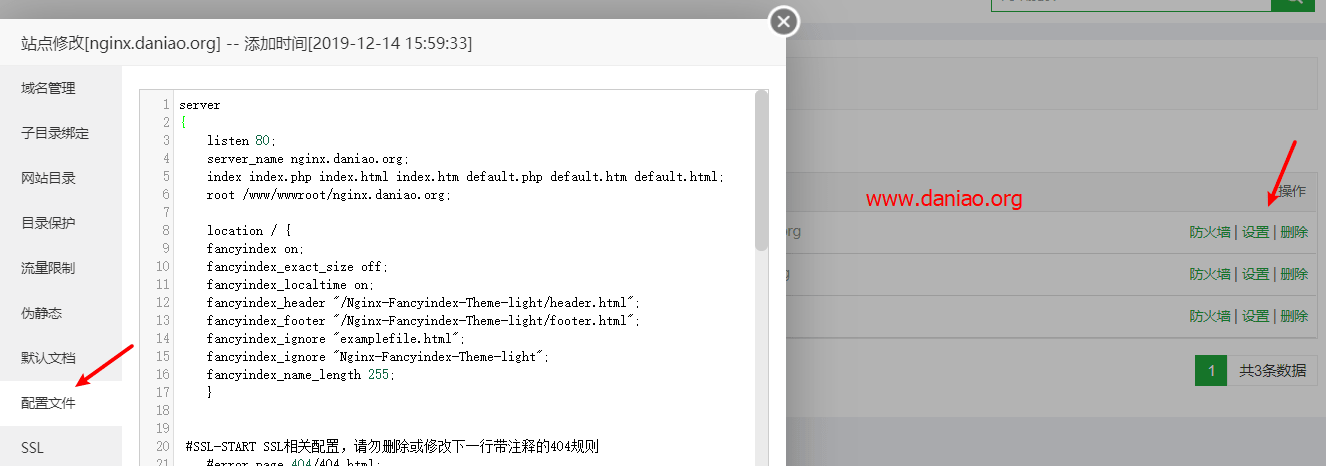 站点修改[nginx.daniao.org] -- 添加时间[2019-12-14 15:59:33]
域名管理
子目录绑定
网站目录
目录保护
流量限制
伪静态
默认文档
配置文件
SSL
1 server
2 {
3 listen 80;
4 server_name nginx.daniao.org;
5 index index.php index.html index.htm default.php default.htm default.html;
6 root /www/wwwroot/nginx.daniao.org;
7
8 location / {
9 fancyindex on;
10 fancyindex_exact_size off;
11 fancyindex_localtime on;
12 fancyindex_header "/Nginx-Fancyindex-Theme-light/header.html";
13 fancyindex_footer "/Nginx-Fancyindex-Theme-light/footer.html";
14 fancyindex_ignore "examplefile.html";
15 fancyindex_ignore "Nginx-Fancyindex-Theme-light";
16 fancyindex_name_length 255;
17 }
18
19
20 #SSL-START SSL相关配置，请勿删除或修改下一行带注释的404规则
21 #error_page 404/404.html;
www.daniao.org
操作
org
防火墙 | 设置 | 删除
g
防火墙 | 设置 | 删除
防火墙 | 设置 | 删除
1 共3条数据